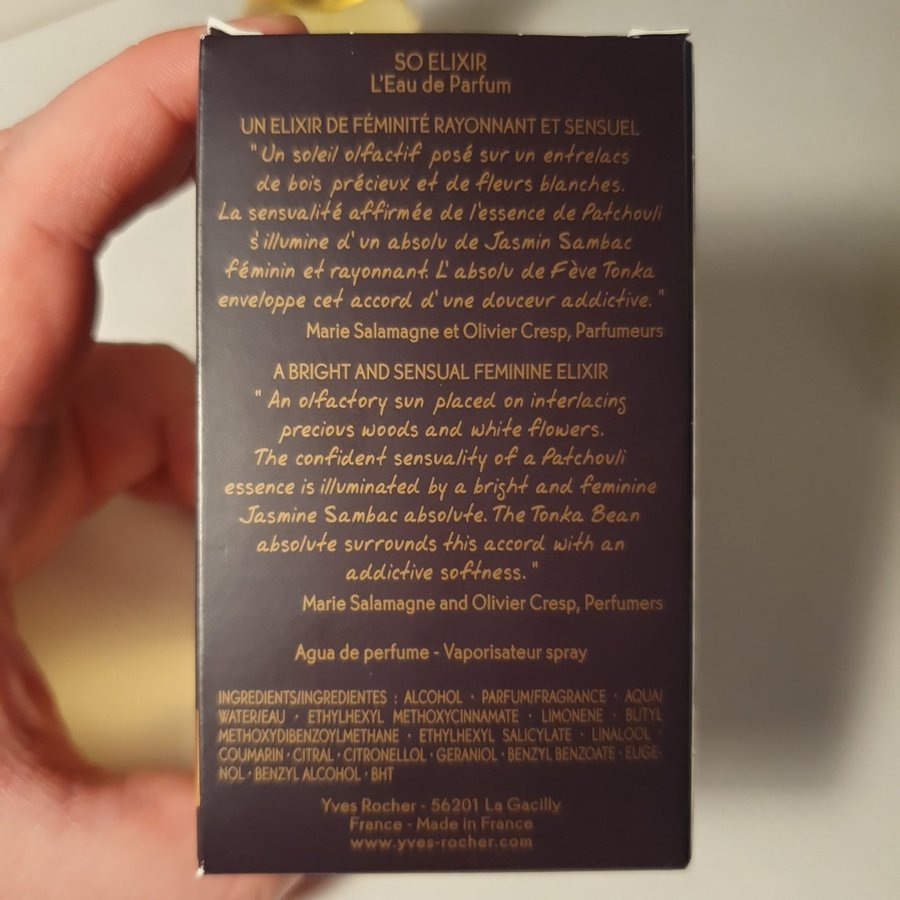 SO ELIXIR
L'Eau de Parfum
UN ELIXIR DE FÉMINITÉ RAYONNANT ET SENSUEL
"Un soleil olfactif posé sur un entrelacs
de bois précieux et de fleurs blanches.
La sensualité affirmée de l'essence de Patchouli
s'illumine d'un absolu de Jasmin Sambac
féminin et rayonnant. L'absolu de Fève Tonka
enveloppe cet accord d'une douceur addictive."
Marie Salamagne et Olivier Cresp, Parfumeurs
A BRIGHT AND SENSUAL FEMININE ELIXIR
"An olfactory sun placed on interlacing
precious woods and white flowers.
The confident sensuality of a Patchouli
essence is illuminated by a bright and feminine
Jasmine Sambac absolute. The Tonka Bean
absolute surrounds this accord with an
addictive softness."
Marie Salamagne and Olivier Cresp, Perfumers
Agua de perfume - Vaporisateur spray
INGREDIENTS/INGREDIENTES : ALCOHOL · PARFUM/FRAGRANCE · AQUA/
WATER/EAU · ETHYLHEXYL METHOXYCINNAMATE · LIMONENE · BUTYL
METHOXYDIBENZOYLMETHANE · ETHYLHEXYL SALICYLATE · LINALOOL ·
COUMARIN · CITRAL · CITRONELLOL · GERANIOL · BENZYL BENZOATE · EUGE-
NOL · BENZYL ALCOHOL · BHT
Yves Rocher - 56201 La Gacilly
France - Made in France
www.yves-rocher.com